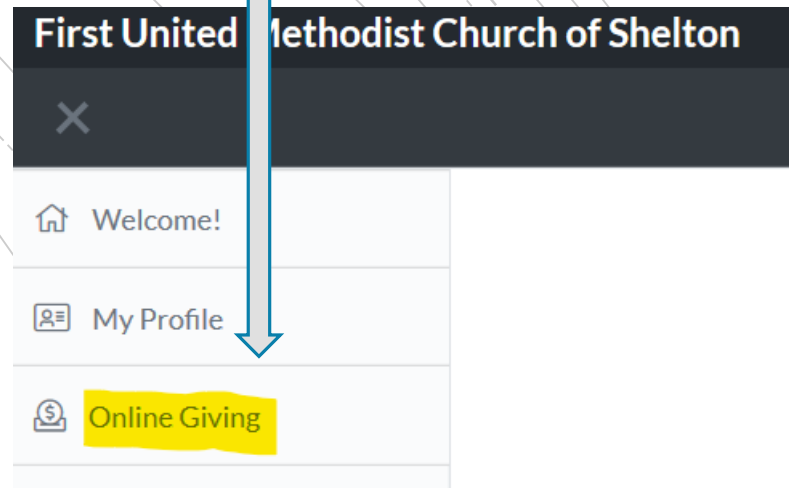 First United Methodist Church of Shelton
Welcome!
My Profile
Online Giving